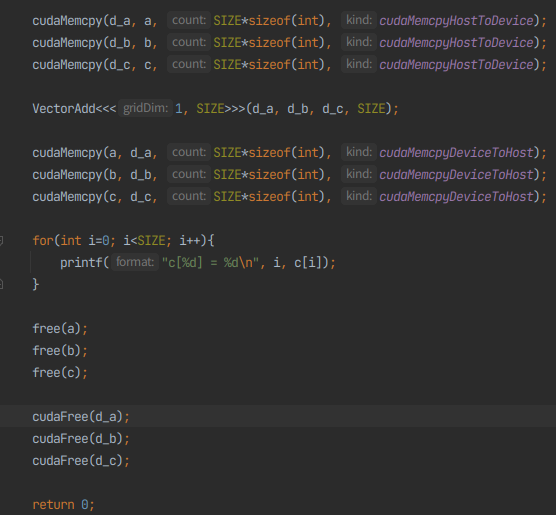 cudaMemcpy(d_a, a, count: SIZE*sizeof(int), kind: cudaMemcpyHostToDevice);
cudaMemcpy(d_b, b, count: SIZE*sizeof(int), kind: cudaMemcpyHostToDevice);
cudaMemcpy(d_c, c, count: SIZE*sizeof(int), kind: cudaMemcpyHostToDevice);
VectorAdd<<< gridDim: 1, SIZE>>>(d_a, d_b, d_c, SIZE);
cudaMemcpy(a, d_a, count: SIZE*sizeof(int), kind: cudaMemcpyDeviceToHost);
cudaMemcpy(b, d_b, count: SIZE*sizeof(int), kind: cudaMemcpyDeviceToHost);
cudaMemcpy(c, d_c, count: SIZE*sizeof(int), kind: cudaMemcpyDeviceToHost);
for(int i=0; i<SIZE; i++){
printf( format: "c[%d] = %d\n", i, c[i]);
}
free(a);
free(b);
free(c);
cudaFree(d_a);
cudaFree(d_b);
cudaFree(d_c);
return 0;